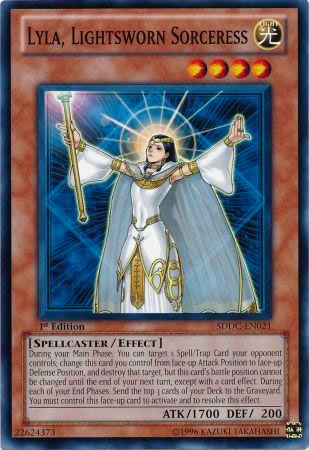 LYLA, LIGHTSWORN SORCERESS
LIGHT
光
1st Edition
SDDC-EN021
[SPELLCASTER / EFFECT]
During your Main Phase: You can target 1 Spell/Trap Card your opponent
controls; change this card you control from face-up Attack Position to face-up
Defense Position, and destroy that target, but this card's battle position cannot
be changed until the end of your next turn, except with a card effect. During
each of your End Phases: Send the top 3 cards of your Deck to the Graveyard.
You must control this face-up card to activate and to resolve this effect.
ATK/1700 DEF/ 200
22624373
©1996 KAZUKI TAKAHASHI